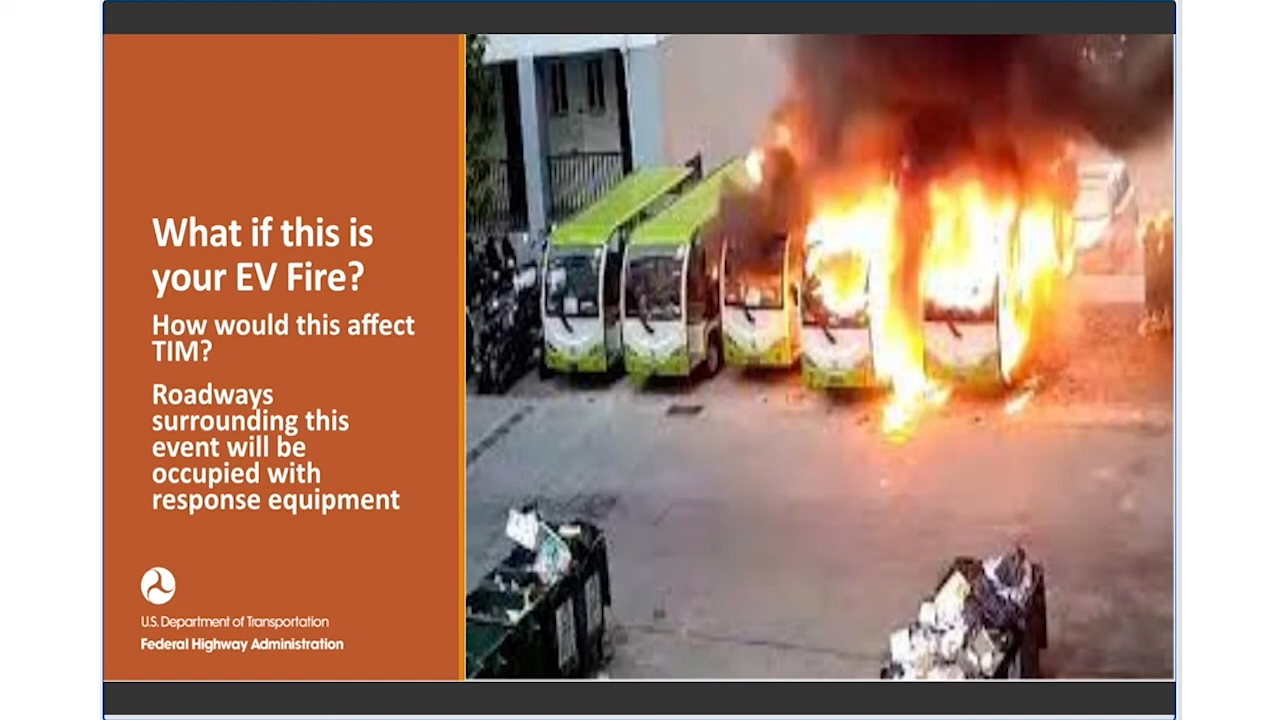 What if this is
your EV Fire?
How would this affect
TIM?
Roadways
surrounding this
event will be
occupied with
response equipment
U.S. Department of Transportation
Federal Highway Administration